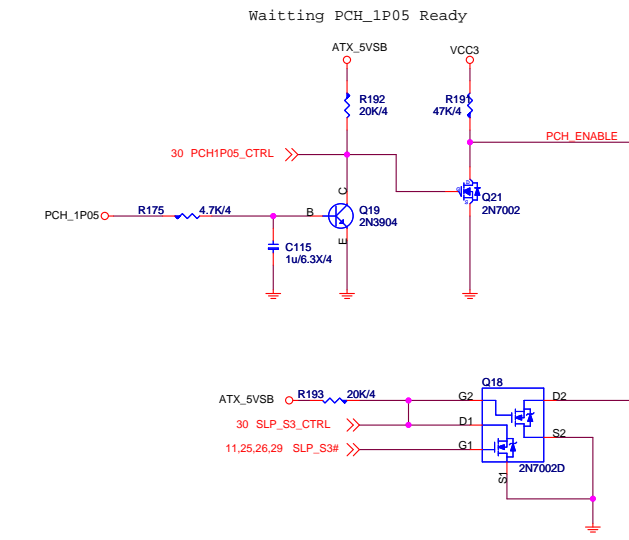 Waitting PCH_1P05 Ready
ATX_5VSB
VCC3
R192
20K/4
R191
47K/4
PCH_ENABLE
30 PCH1P05_CTRL
C
Q21
2N7002
PCH_1P05
R175
4.7K/4
B
Q19
2N3904
E
C115
1u/6.3X/4
Q18
ATX_5VSB
R193
20K/4
G2
D2
30 SLP_S3_CTRL
D1
S2
11,25,26,29 SLP_S3#
G1
2N7002D
S1